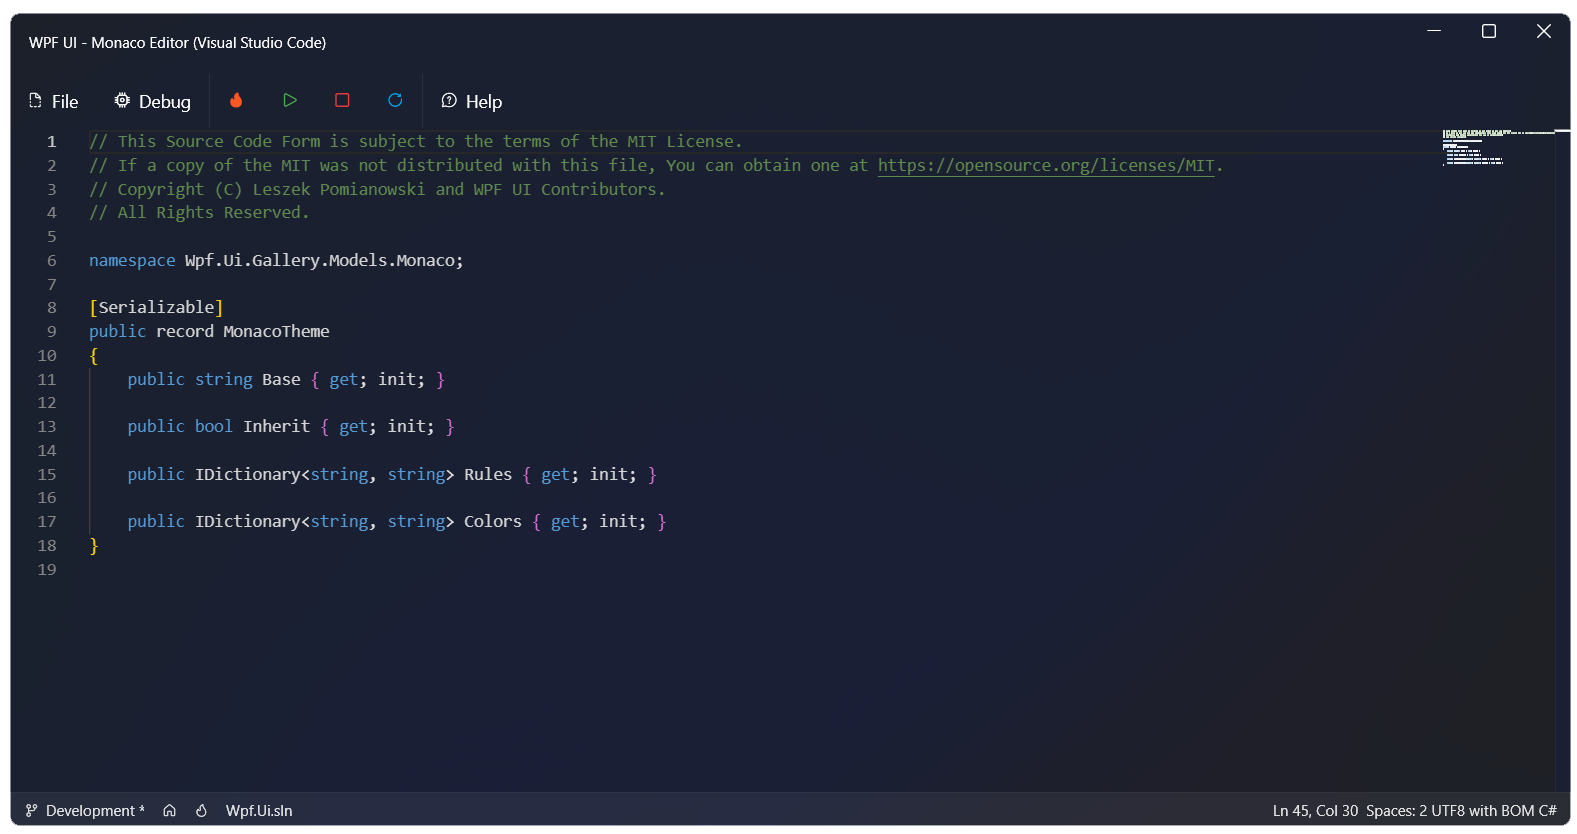 WPF UI - Monaco Editor (Visual Studio Code)
File Debug Help
1 // This Source Code Form is subject to the terms of the MIT License.
2 // If a copy of the MIT was not distributed with this file, You can obtain one at https://opensource.org/licenses/MIT.
3 // Copyright (C) Leszek Pomianowski and WPF UI Contributors.
4 // All Rights Reserved.
5
6 namespace Wpf.Ui.Gallery.Models.Monaco;
7
8 [Serializable]
9 public record MonacoTheme
10 {
11     public string Base { get; init; }
12
13     public bool Inherit { get; init; }
14
15     public IDictionary<string, string> Rules { get; init; }
16
17     public IDictionary<string, string> Colors { get; init; }
18 }
19
Development * Wpf.Ui.sln Ln 45, Col 30 Spaces: 2 UTF8 with BOM C#